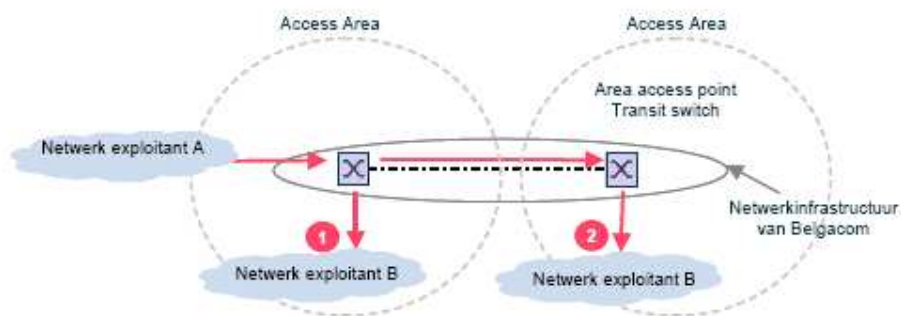 Access Area
Access Area
Area access point
Transit switch
Netwerk exploitant A
Netwerkinfrastructuur
van Belgacom
1
2
Netwerk exploitant B
Netwerk exploitant B